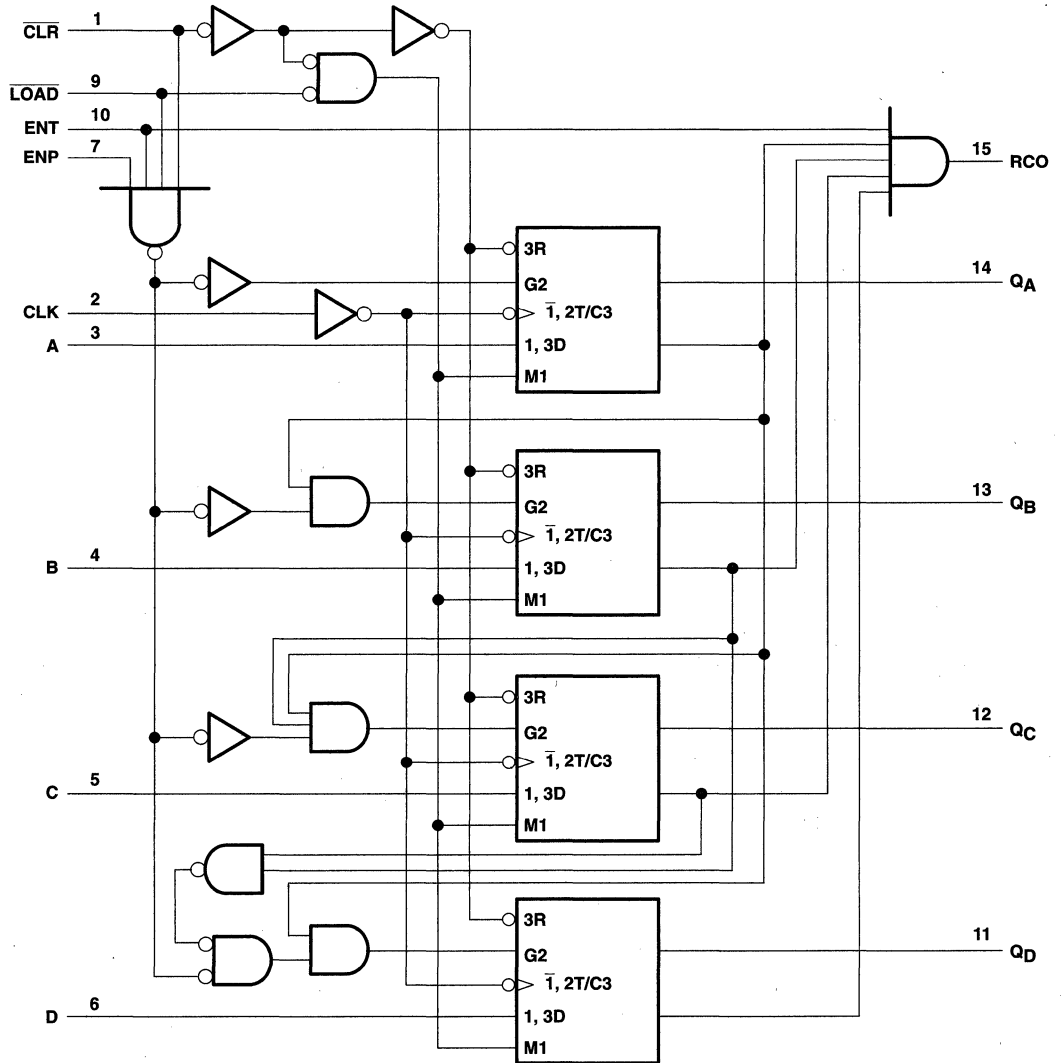 C̅L̅R̅ 1
L̅O̅A̅D̅ 9
ENT 10
ENP 7
15 RCO
3R
G2
CLK 2
1̅, 2T/C3
A 3
1, 3D
M1
14 QA
3R
G2
1̅, 2T/C3
B 4
1, 3D
M1
13 QB
3R
G2
1̅, 2T/C3
C 5
1, 3D
M1
12 QC
3R
G2
1̅, 2T/C3
D 6
1, 3D
M1
11 QD